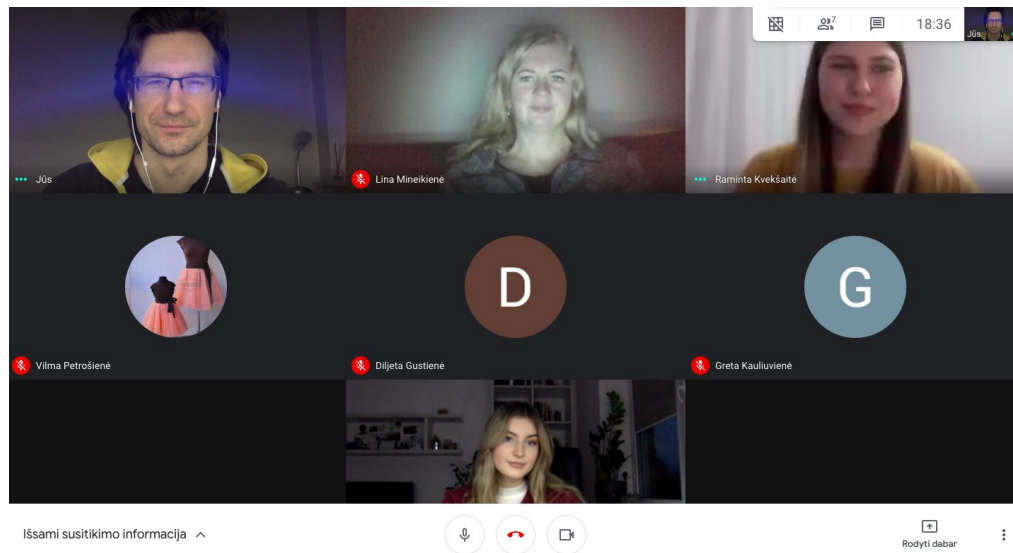 7
18:36
Jūs
Jūs
Lina Mineikienė
Raminta Kvekšaitė
D
G
Vilma Petrošienė
Diljeta Gustienė
Greta Kauliuvienė
Išsami susitikimo informacija
Rodyti dabar